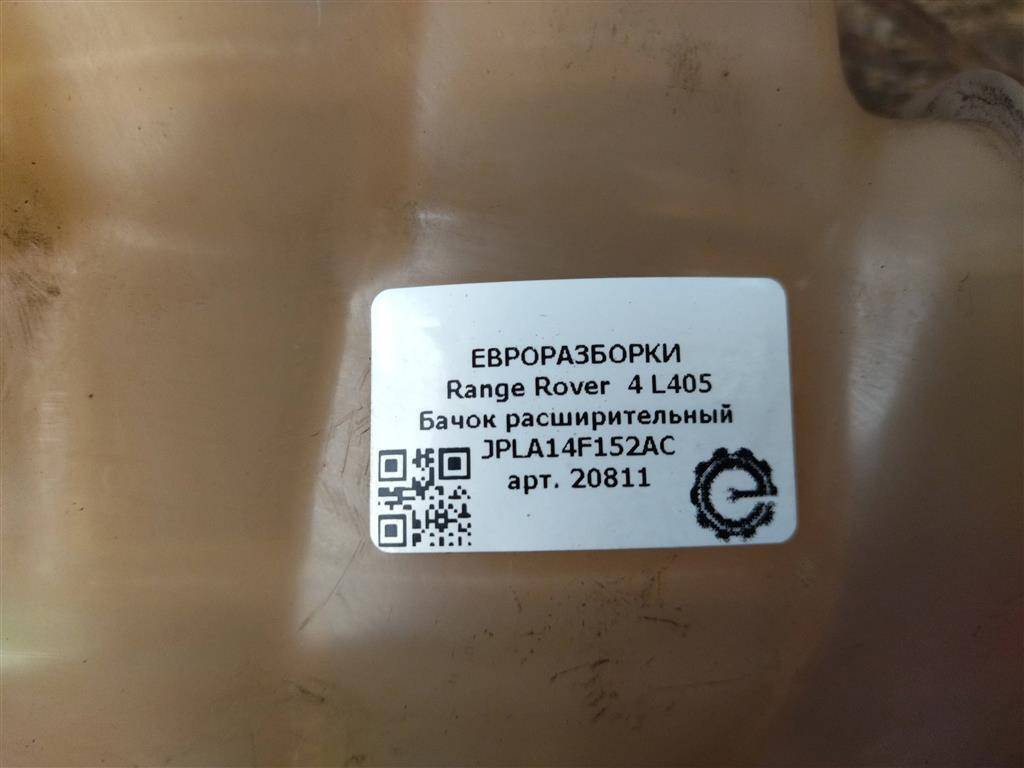 ЕВРОРАЗБОРКИ
Range Rover 4 L405
Бачок расширительный
JPLA14F152AC
арт. 20811